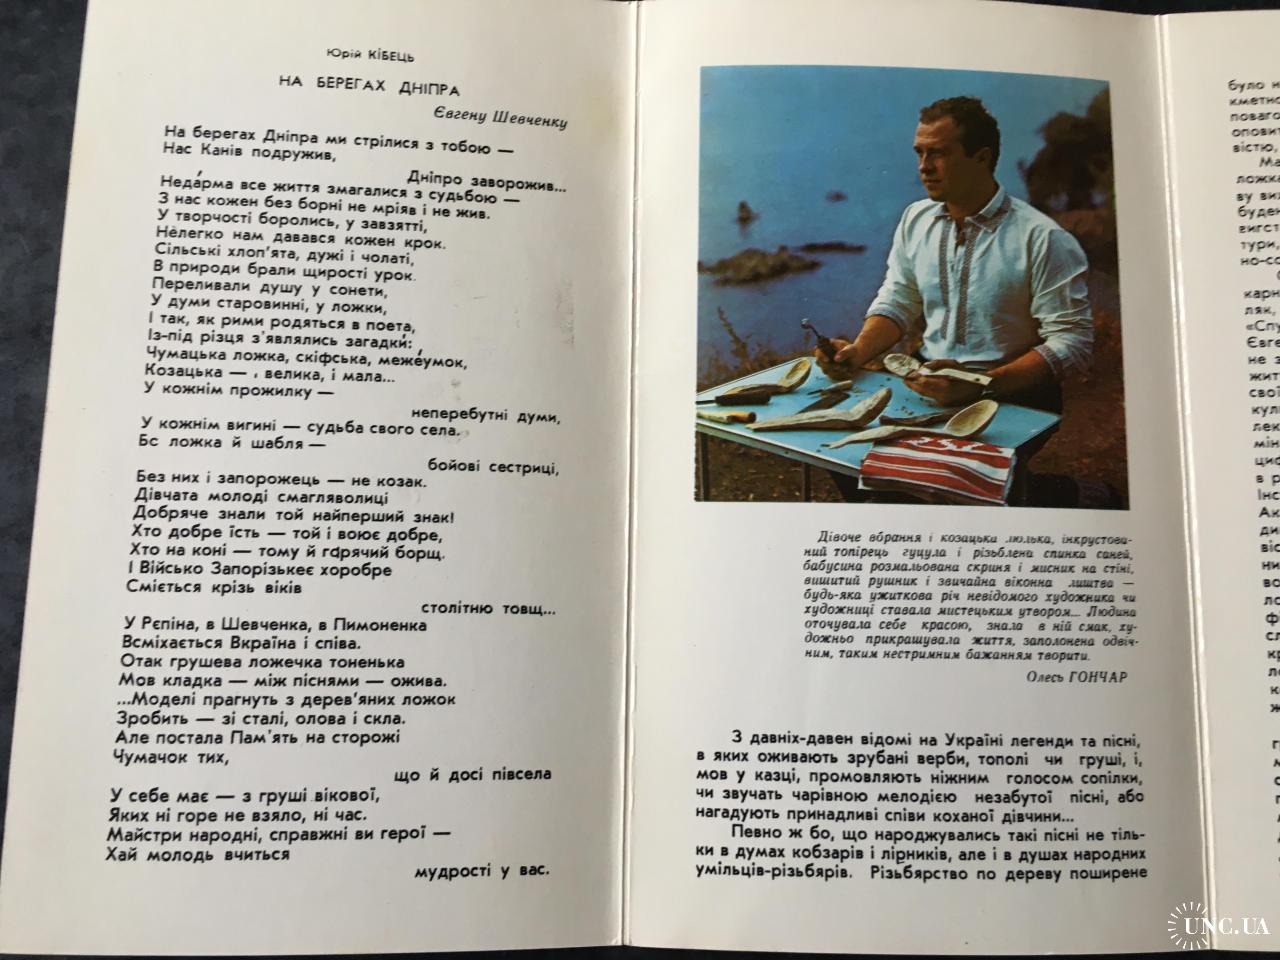 Юрій КІБЕЦЬ
НА БЕРЕГАХ ДНІПРА
Євгену Шевченку
На берегах Дніпра ми стрілися з тобою —
Нас Канів подружив,
Дніпро заворожив...
Недарма все життя змагалися з судьбою —
З нас кожен без борні не мріяв і не жив.
У творчості боролись, у завзятті,
Нелегко нам давався кожен крок.
Сільські хлоп'ята, дужі і чолаті,
В природи брали щирості урок.
Переливали душу у сонети,
У думи старовинні, у ложки,
І так, як рими родяться в поета,
Із-під різця з'являлись загадки:
Чумацька ложка, скіфська, межеумок,
Козацька — і велика, і мала...
У кожнім прожилку —
неперебутні думи,
У кожнім вигині — судьба свого села.
Бо ложка й шабля —
бойові сестриці,
Без них і запорожець — не козак.
Дівчата молоді смагляволиці
Добряче знали той найперший знак!
Хто добре їсть — той і воює добре,
Хто на коні — тому й гарячий борщ.
І Військо Запорізькеє хоробре
Сміється крізь віків
столітню товщ...
У Рєпіна, в Шевченка, в Пимоненка
Всміхається Вкраїна і співа.
Отак грушева ложечка тоненька
Мов кладка — між піснями — ожива.
...Моделі прагнуть з дерев'яних ложок
Зробить — зі сталі, олова і скла.
Але постала Пам'ять на сторожі
Чумачок тих,
що й досі півсела
У себе має — з груші вікової,
Яких ні горе не взяло, ні час.
Майстри народні, справжні ви герої —
Хай молодь вчиться
мудрості у вас.
Дівоче вбрання і козацька люлька, інкрустова-
ний топірець гуцула і різьблена спинка саней,
бабусина розмальована скриня і мисник на стіні,
вишитий рушник і звичайна віконна лиштва —
будь-яка ужиткова річ невідомого художника чи
художниці ставала мистецьким утвором... Людина
оточувала себе красою, знала в ній смак, ху-
дожньо прикрашувала життя, заполонена одвіч-
ним, таким нестримним бажанням творити.
Олесь ГОНЧАР
З давніх-давен відомі на Україні легенди та пісні,
в яких оживають зрубані верби, тополі чи груші, і,
мов у казці, промовляють ніжним голосом сопілки,
чи звучать чарівною мелодією незабутої пісні, або
нагадують принадливі співи коханої дівчини...
Певно ж бо, що народжувались такі пісні не тіль-
ки в думах кобзарів і лірників, але і в душах народних
умільців-різьбярів. Різьбярство по дереву поширене
було
UNC.UA